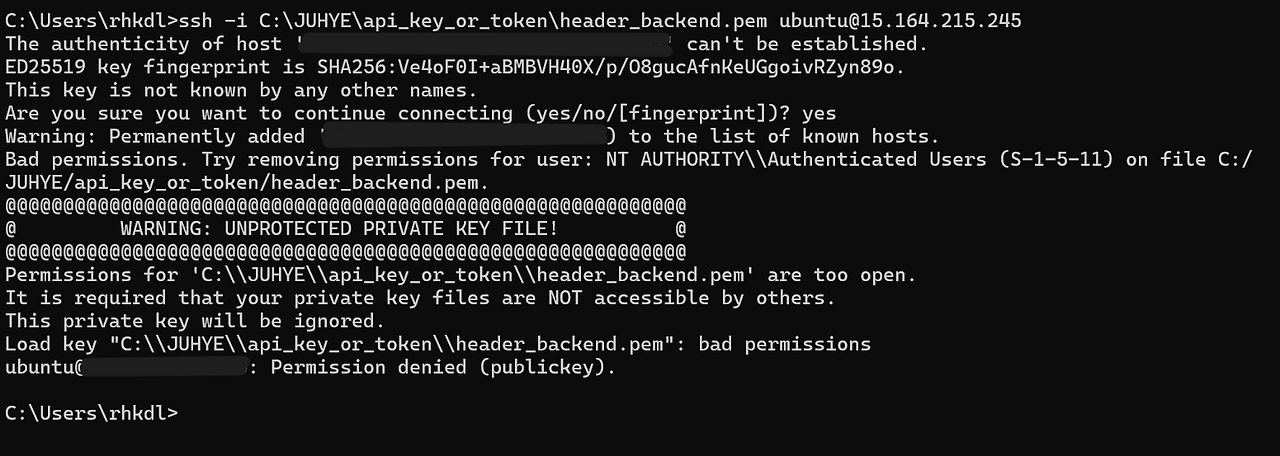 C:\Users\rhkdl>ssh -i C:\JUHYE\api_key_or_token\header_backend.pem ubuntu@15.164.215.245
The authenticity of host ' can't be established.
ED25519 key fingerprint is SHA256:Ve4oF0I+aBMBVH40X/p/O8gucAfnKeUGgoivRZyn89o.
This key is not known by any other names.
Are you sure you want to continue connecting (yes/no/[fingerprint])? yes
Warning: Permanently added ' ) to the list of known hosts.
Bad permissions. Try removing permissions for user: NT AUTHORITY\\Authenticated Users (S-1-5-11) on file C:/
JUHYE/api_key_or_token/header_backend.pem.
@@@@@@@@@@@@@@@@@@@@@@@@@@@@@@@@@@@@@@@@@@@@@@@@@@@@@@@@@@@
@         WARNING: UNPROTECTED PRIVATE KEY FILE!          @
@@@@@@@@@@@@@@@@@@@@@@@@@@@@@@@@@@@@@@@@@@@@@@@@@@@@@@@@@@@
Permissions for 'C:\\JUHYE\\api_key_or_token\\header_backend.pem' are too open.
It is required that your private key files are NOT accessible by others.
This private key will be ignored.
Load key "C:\\JUHYE\\api_key_or_token\\header_backend.pem": bad permissions
ubuntu@ : Permission denied (publickey).
C:\Users\rhkdl>